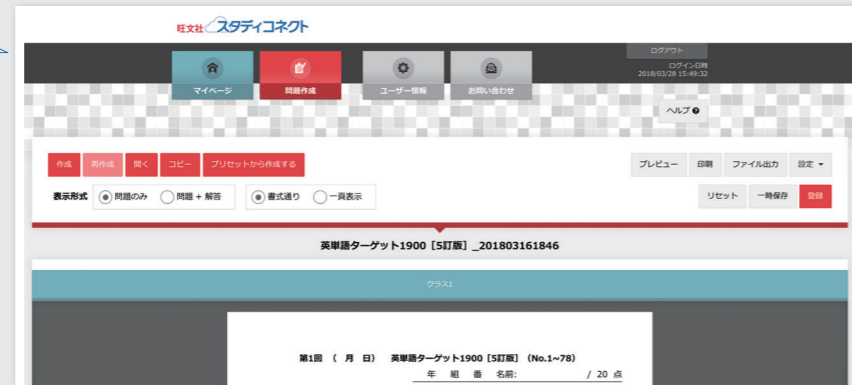 旺文社 スタディコネクト
ログアウト
ログイン日時
2018/03/28 15:49:32
マイページ 問題作成 ユーザー情報 お問い合わせ
ヘルプ ?
作成 再作成 開く コピー プリセットから作成する プレビュー 印刷 ファイル出力 設定
表示形式 問題のみ 問題 + 解答 書式通り 一頁表示 リセット 一時保存 登録
英単語ターゲット1900［5訂版］_201803161846
クラス1
第1回 （ 月 日） 英単語ターゲット1900［5訂版］（No.1~78）
年 組 番 名前: / 20 点